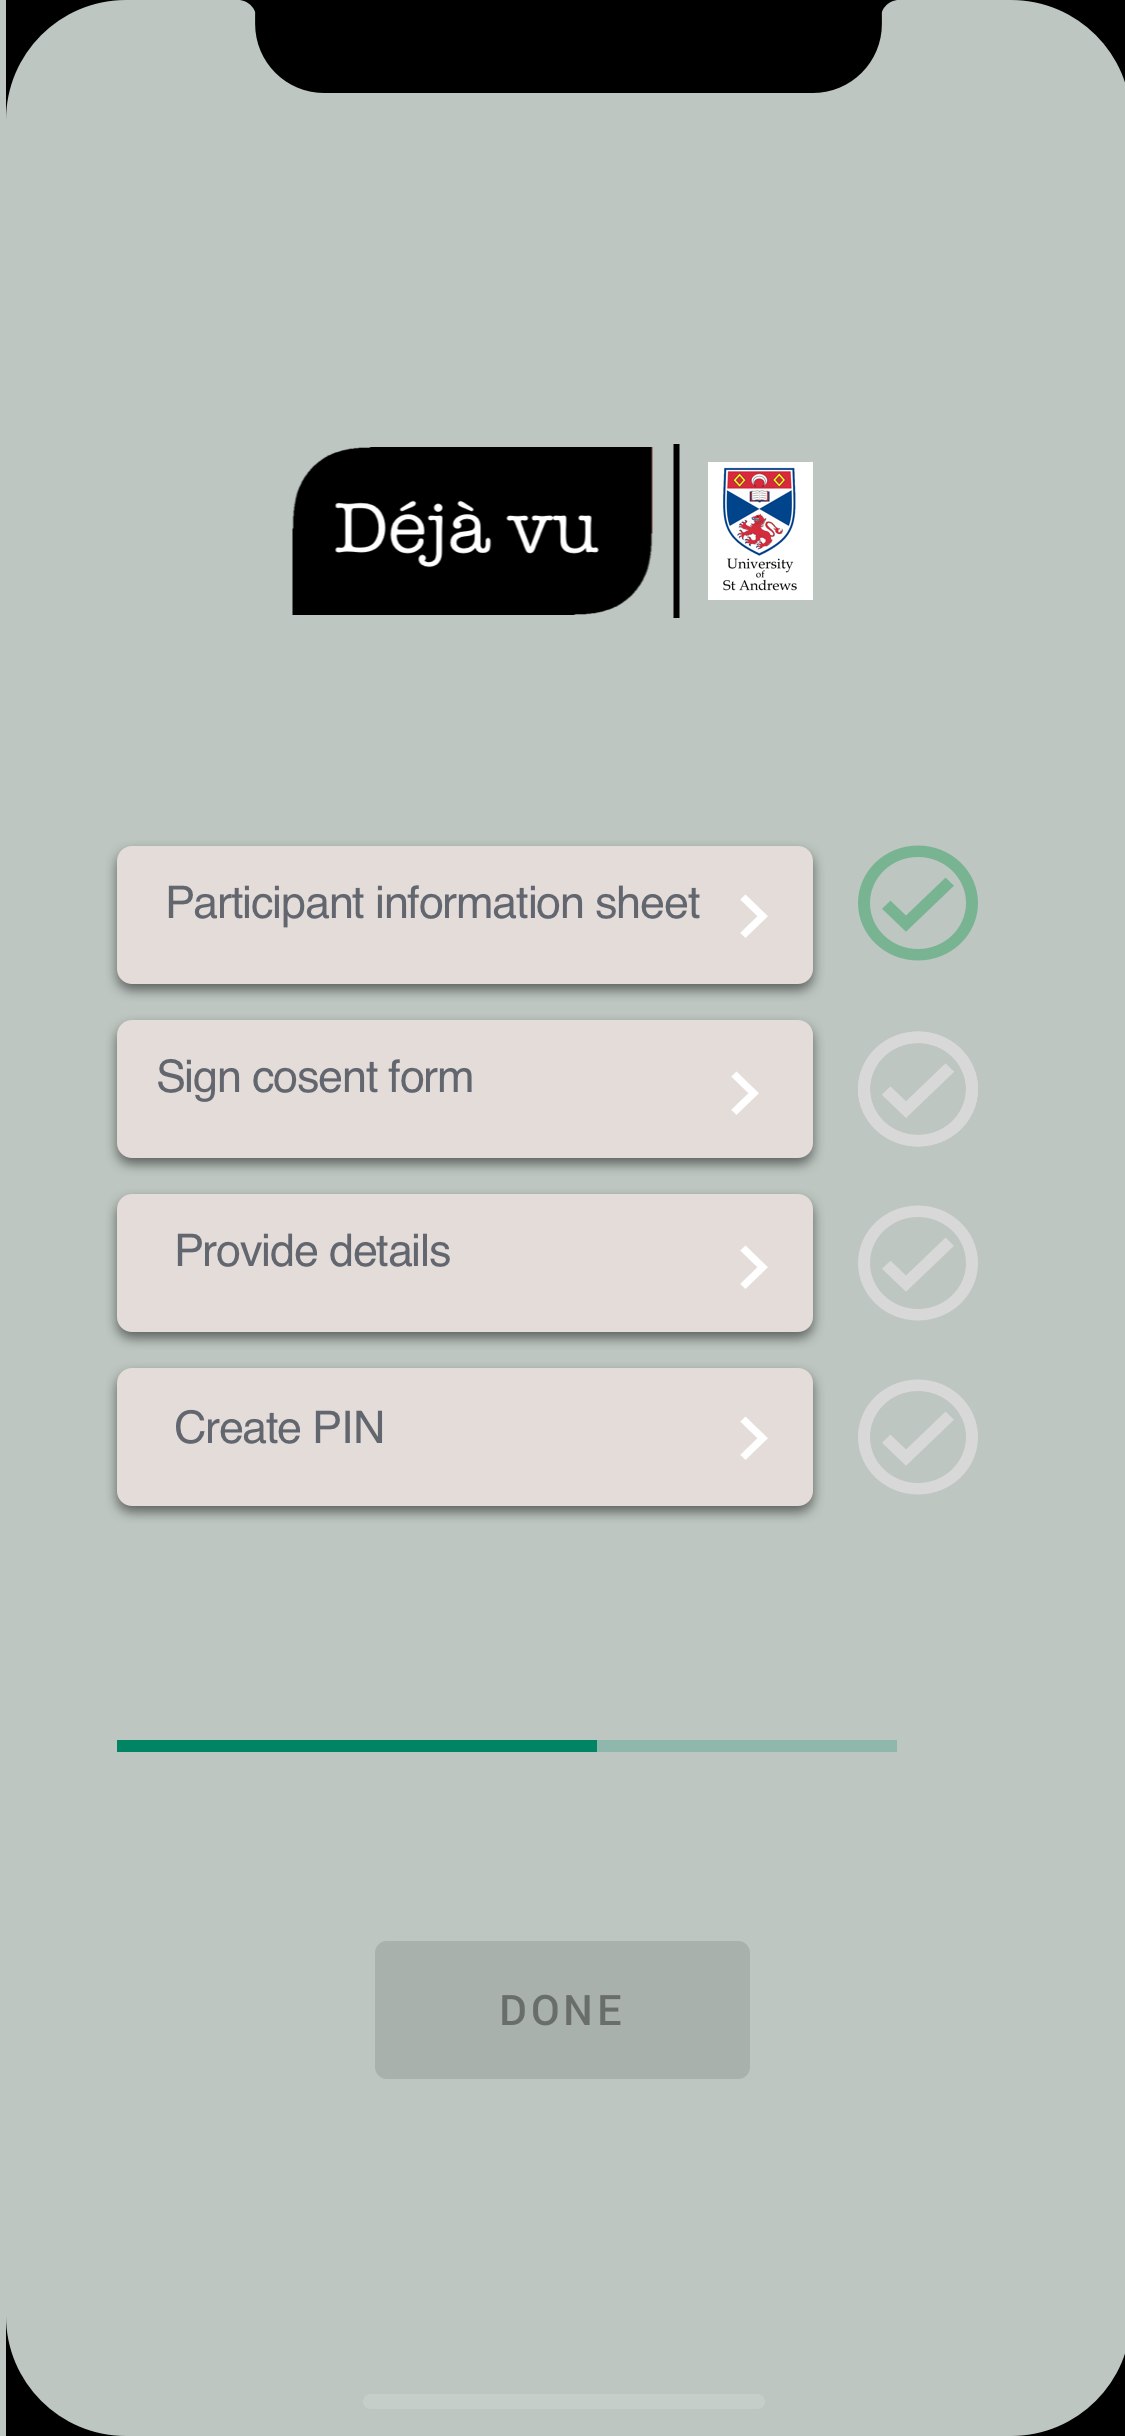 Déjà vu
University
of
St Andrews
Participant information sheet
Sign cosent form
Provide details
Create PIN
DONE